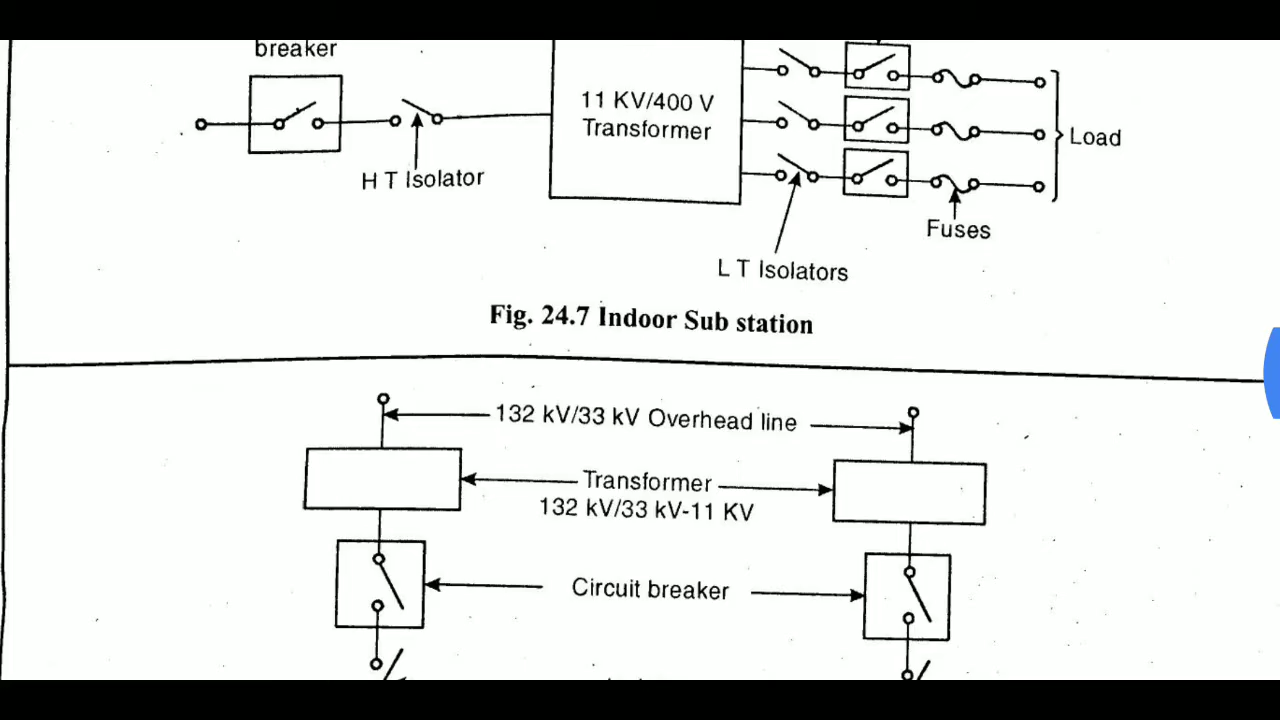 breaker
11 KV/400 V
Transformer
Load
H T Isolator
Fuses
L T Isolators
Fig. 24.7 Indoor Sub station
132 kV/33 kV Overhead line
Transformer
132 kV/33 kV-11 KV
Circuit breaker